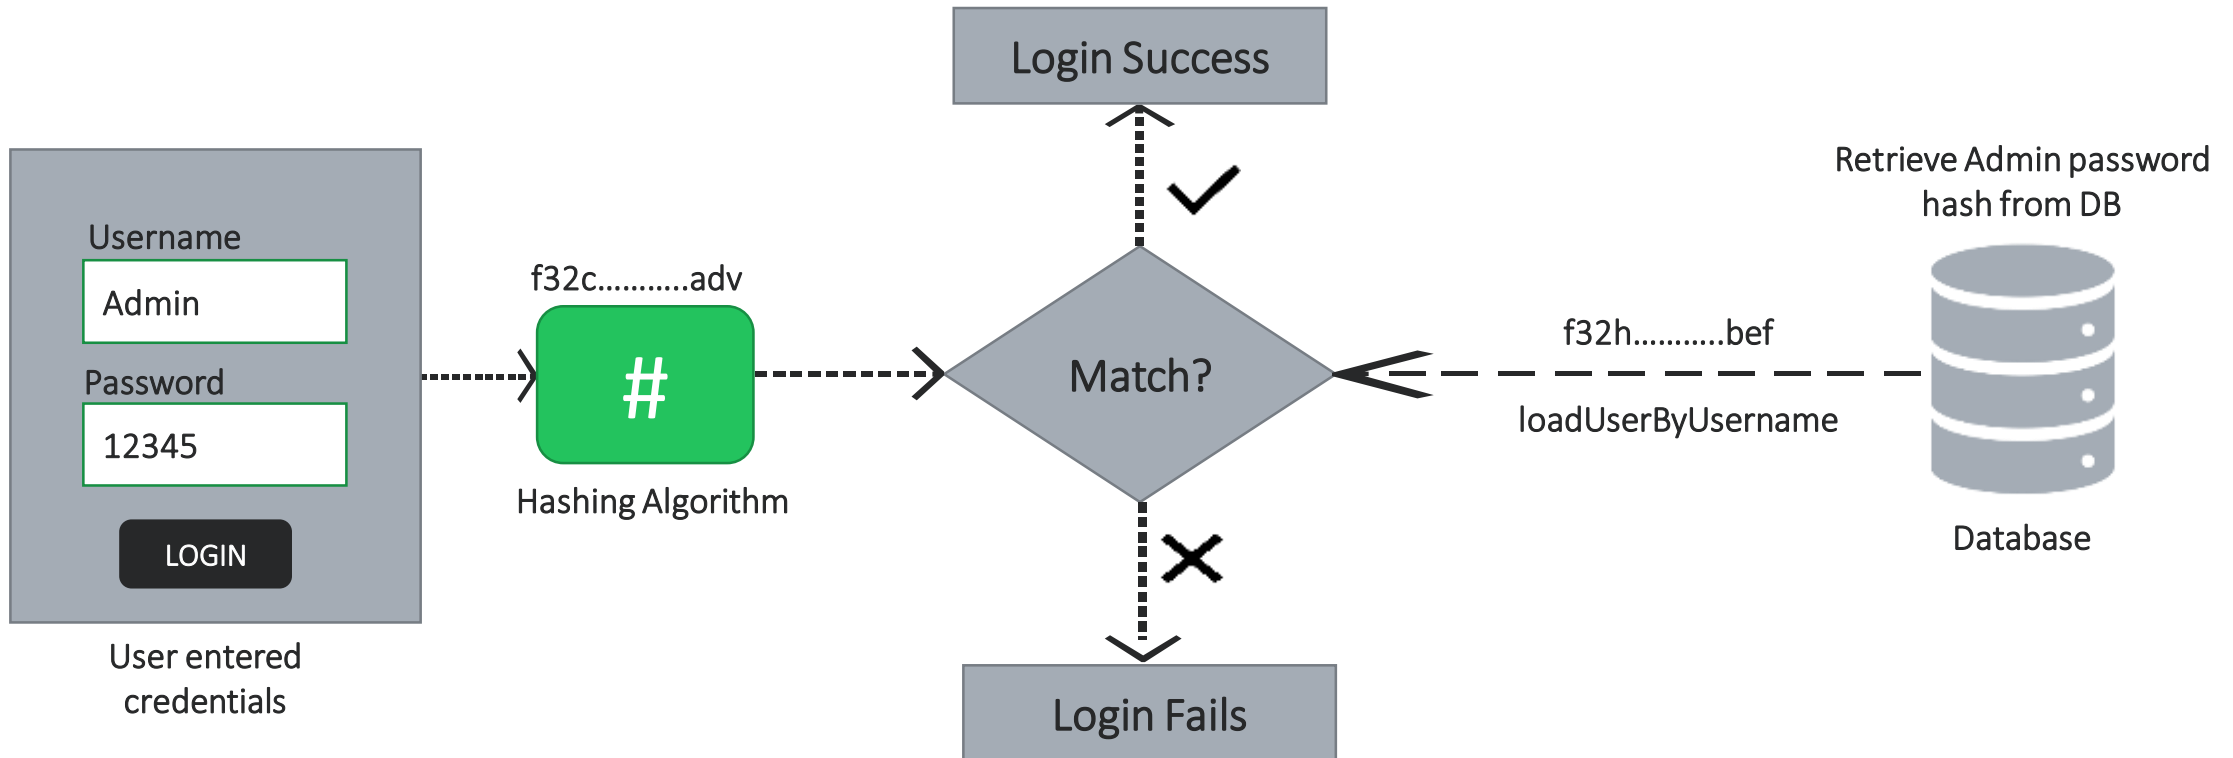 Login Success
Retrieve Admin password
hash from DB
Username
Admin
f32c...........adv
f32h...........bef
#
Match?
Password
12345
loadUserByUsername
Hashing Algorithm
LOGIN
Database
User entered
credentials
Login Fails